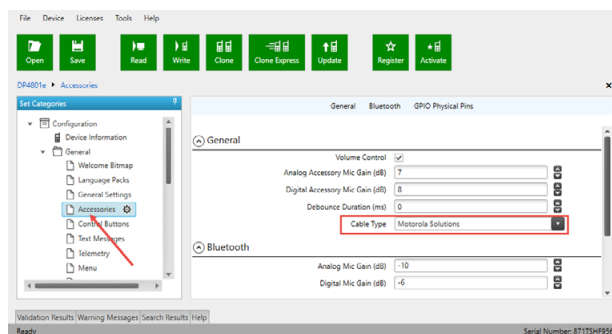 File Device Licenses Tools Help
Open Save Read Write Clone Clone Express Update Register Activate
DP4801e Accessories
Set Categories
General Bluetooth GPIO Physical Pins
Configuration
Device Information
General
Welcome Bitmap
Language Packs
General Settings
Accessories
Control Buttons
Text Messages
Telemetry
Menu
General
Volume Control
Analog Accessory Mic Gain (dB) 7
Digital Accessory Mic Gain (dB) 8
Debounce Duration (ms) 0
Cable Type Motorola Solutions
Bluetooth
Analog Mic Gain (dB) -10
Digital Mic Gain (dB) -6
Validation Results Warning Messages Search Results Help
Ready Serial Number: